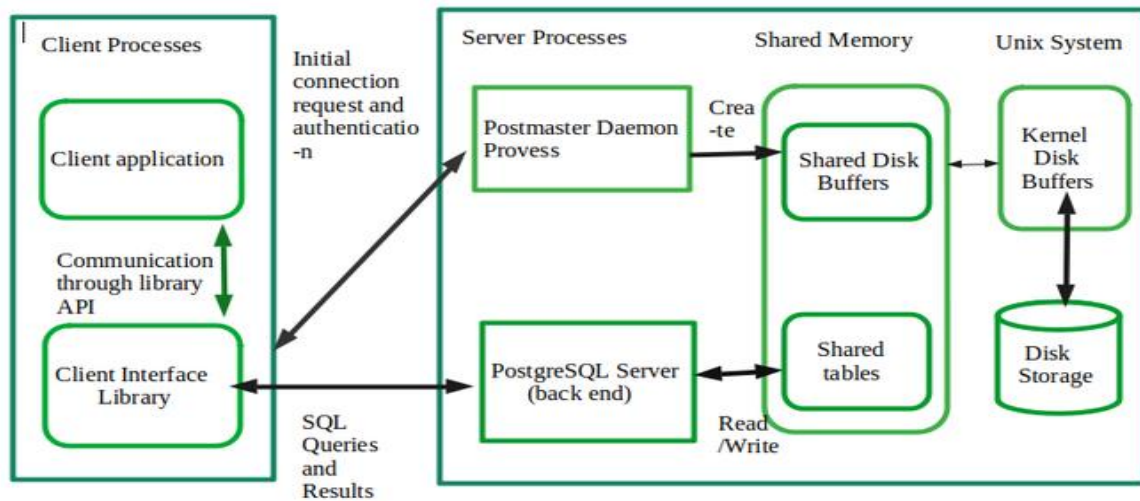 Client Processes
Client application
Communication
through library
API
Client Interface
Library
Initial
connection
request and
authenticatio
-n
SQL
Queries
and
Results
Server Processes
Postmaster Daemon
Provess
PostgreSQL Server
(back end)
Crea
-te
Read
/Write
Shared Memory
Shared Disk
Buffers
Shared
tables
Unix System
Kernel
Disk
Buffers
Disk
Storage